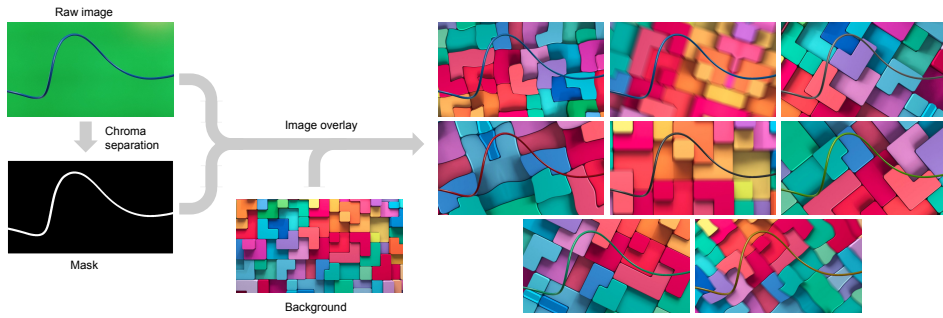 Raw image
Chroma
separation
Image overlay
Mask
Background